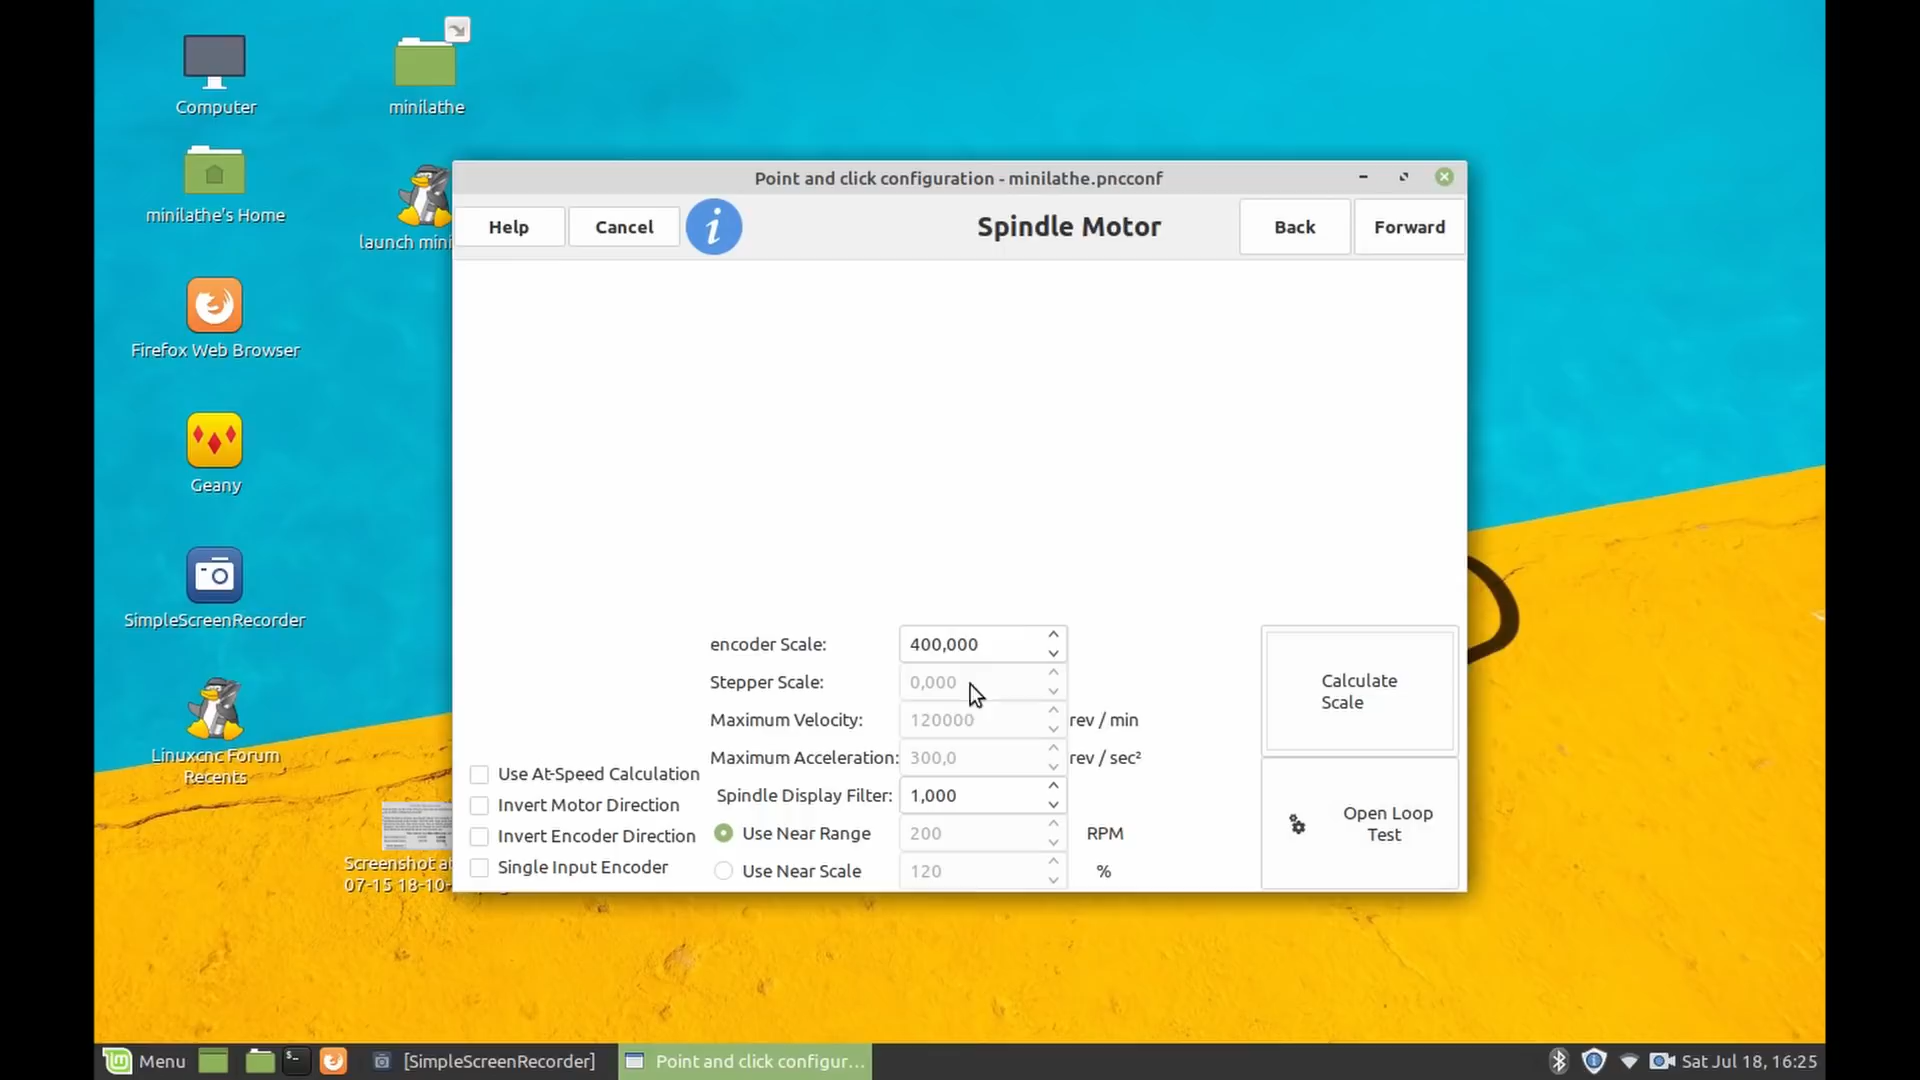 Computer
minilathe
minilathe's Home
launch mini
Firefox Web Browser
Geany
SimpleScreenRecorder
Linuxcnc Forum
Recents
Screenshot at
07-15 18-10-
Point and click configuration - minilathe.pncconf
Help
Cancel
i
Spindle Motor
Back
Forward
encoder Scale:
400,000
Stepper Scale:
0,000
Maximum Velocity:
120000
rev / min
Maximum Acceleration:
300,0
rev / sec²
Spindle Display Filter:
1,000
Use At-Speed Calculation
Invert Motor Direction
Invert Encoder Direction
Single Input Encoder
Use Near Range
200
RPM
Use Near Scale
120
%
Calculate
Scale
Open Loop
Test
Menu
[SimpleScreenRecorder]
Point and click configur...
Sat Jul 18, 16:25